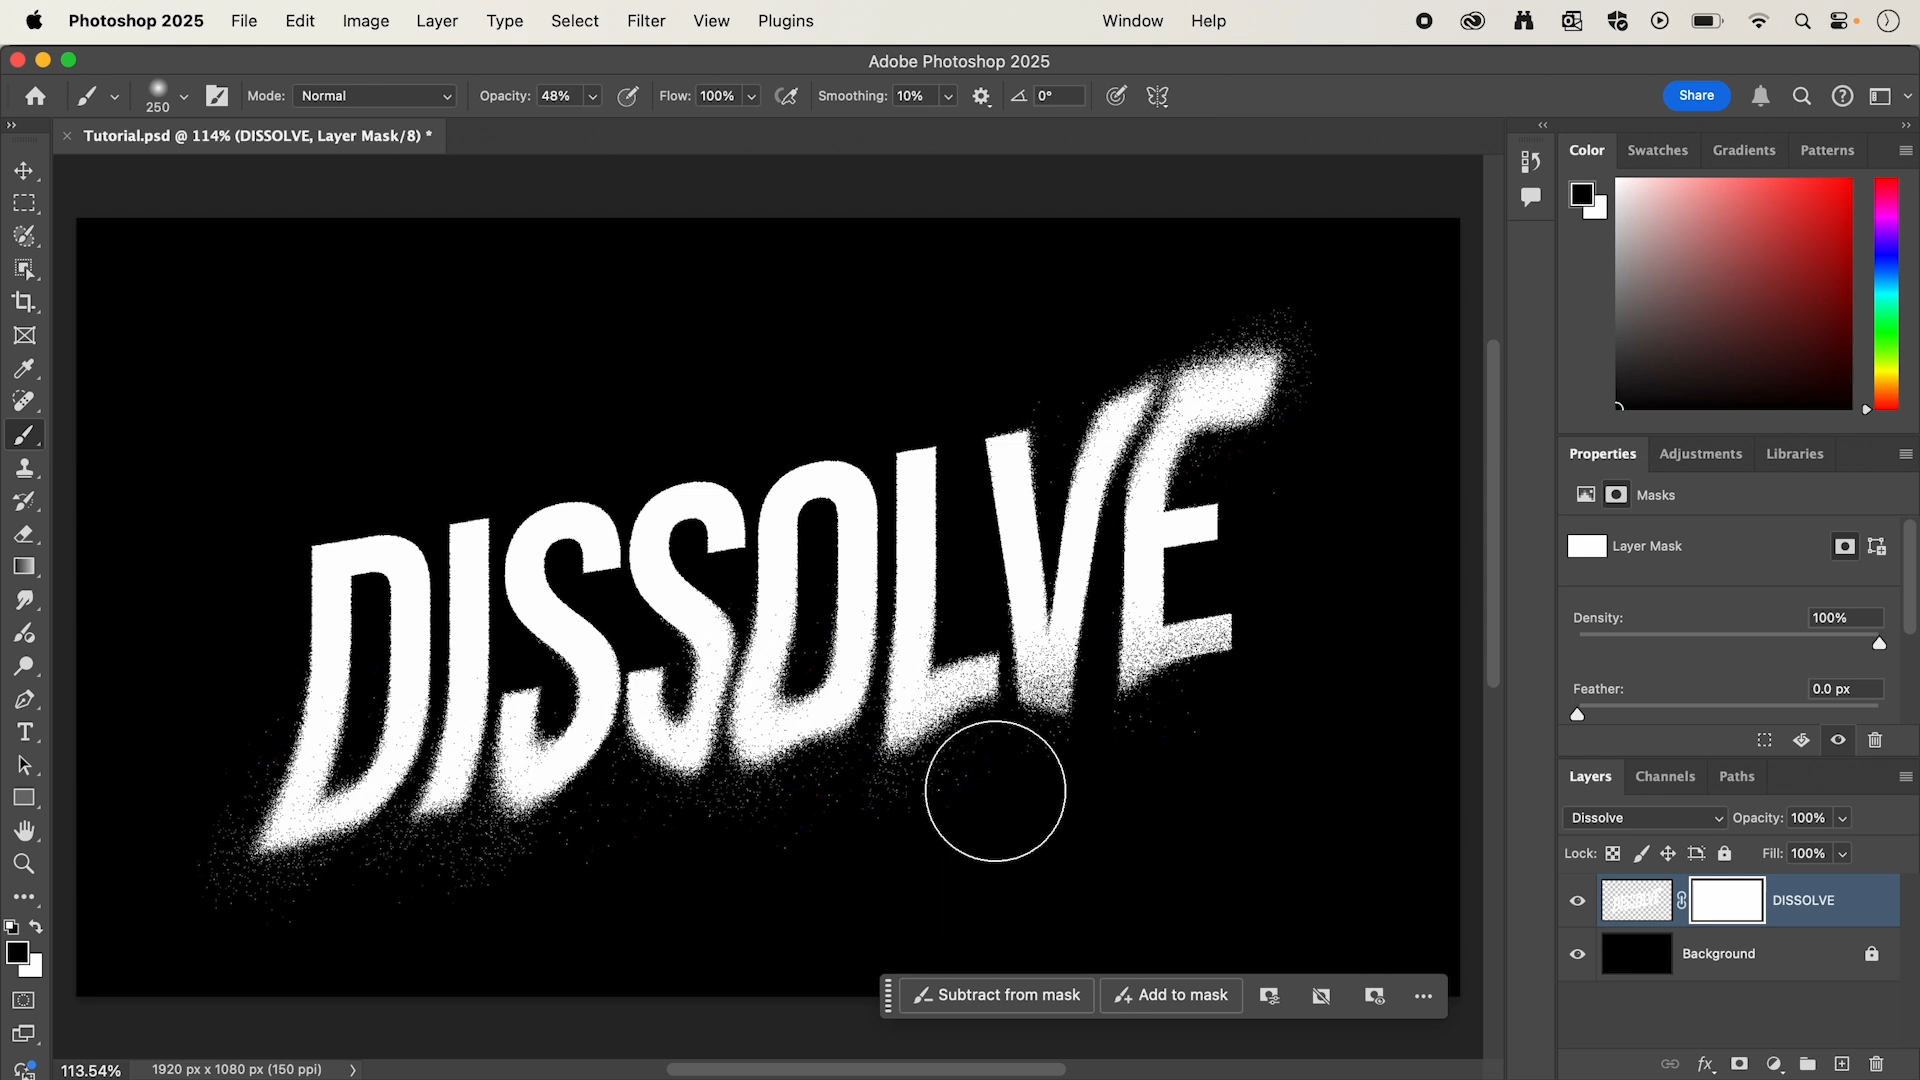 Photoshop 2025 File Edit Image Layer Type Select Filter View Plugins Window Help
Adobe Photoshop 2025
250 Mode: Normal Opacity: 48% Flow: 100% Smoothing: 10% 0° Share
Tutorial.psd @ 114% (DISSOLVE, Layer Mask/8) *
Color Swatches Gradients Patterns
DISSOLVE
Properties Adjustments Libraries
Masks
Layer Mask
Density: 100%
Feather: 0.0 px
Layers Channels Paths
Dissolve Opacity: 100%
Lock: Fill: 100%
DISSOLVE
Background
Subtract from mask Add to mask
113.54% 1920 px x 1080 px (150 ppi)